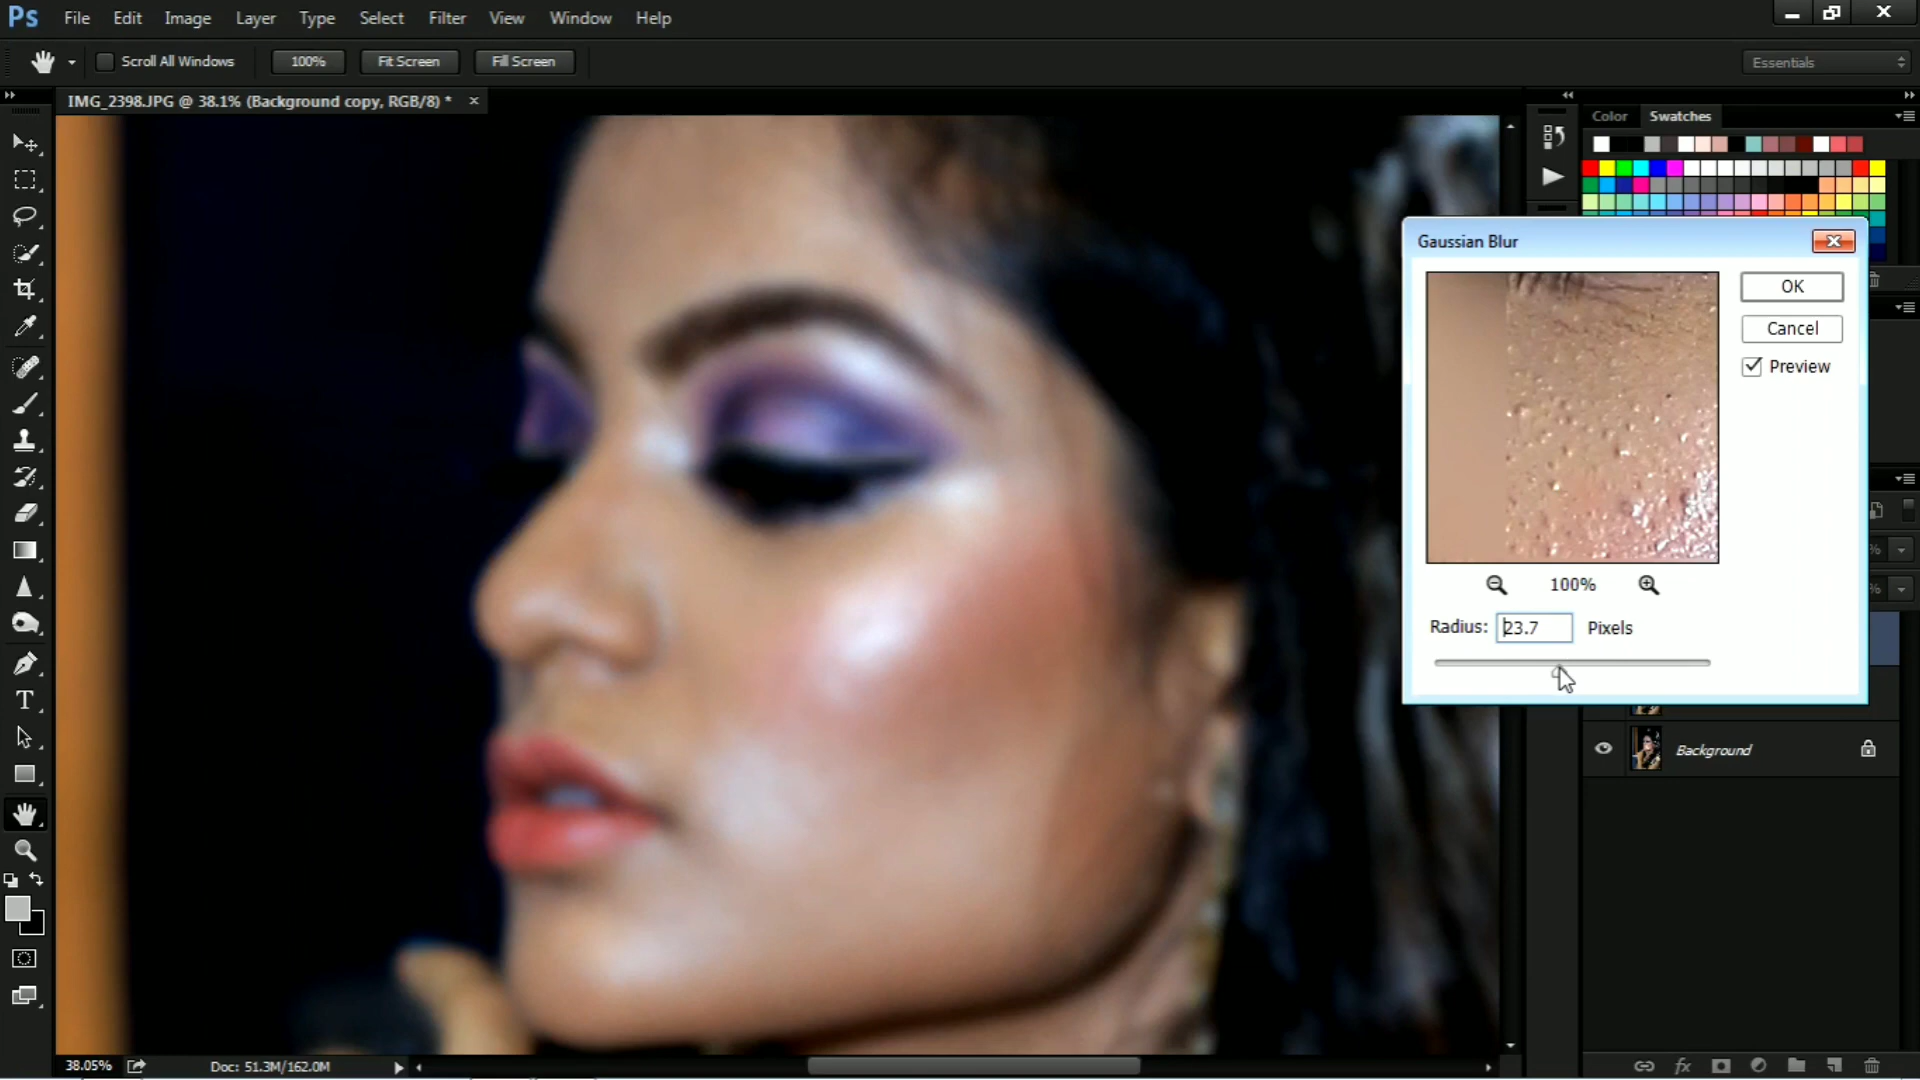 Ps File Edit Image Layer Type Select Filter View Window Help
Scroll All Windows 100% Fit Screen Fill Screen Essentials
IMG_2398.JPG @ 38.1% (Background copy, RGB/8) * ×
Color Swatches
Gaussian Blur
OK
Cancel
Preview
100%
Radius: 23.7 Pixels
%
%
Background
T
38.05% Doc: 51.3M/162.0M
fx